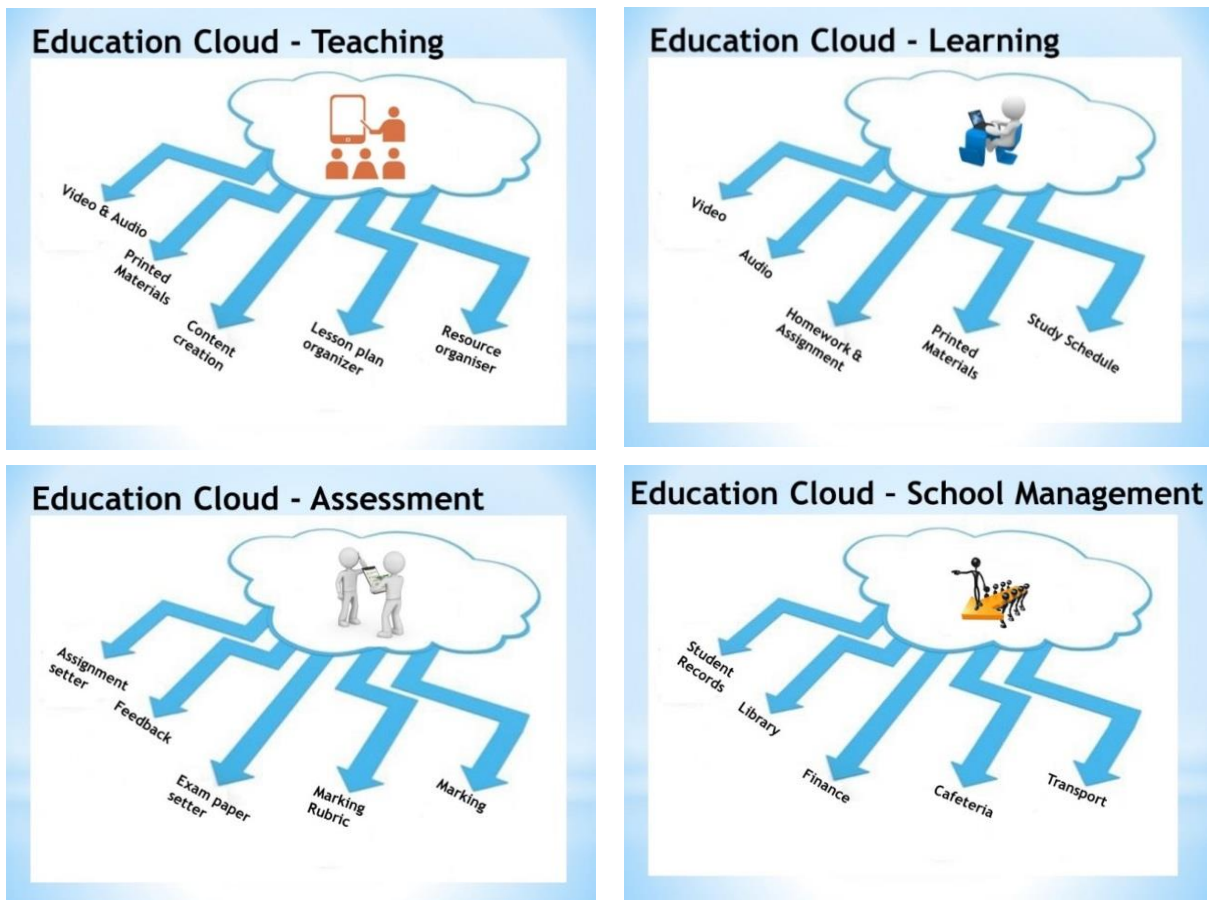 Education Cloud - Teaching
Video & Audio
Printed
Materials
Content
creation
Lesson plan
organizer
Resource
organiser
Education Cloud - Learning
Video
Audio
Homework &
Assignment
Printed
Materials
Study Schedule
Education Cloud - Assessment
Assignment
setter
Feedback
Exam paper
setter
Marking
Rubric
Marking
Education Cloud – School Management
Student
Records
Library
Finance
Cafeteria
Transport